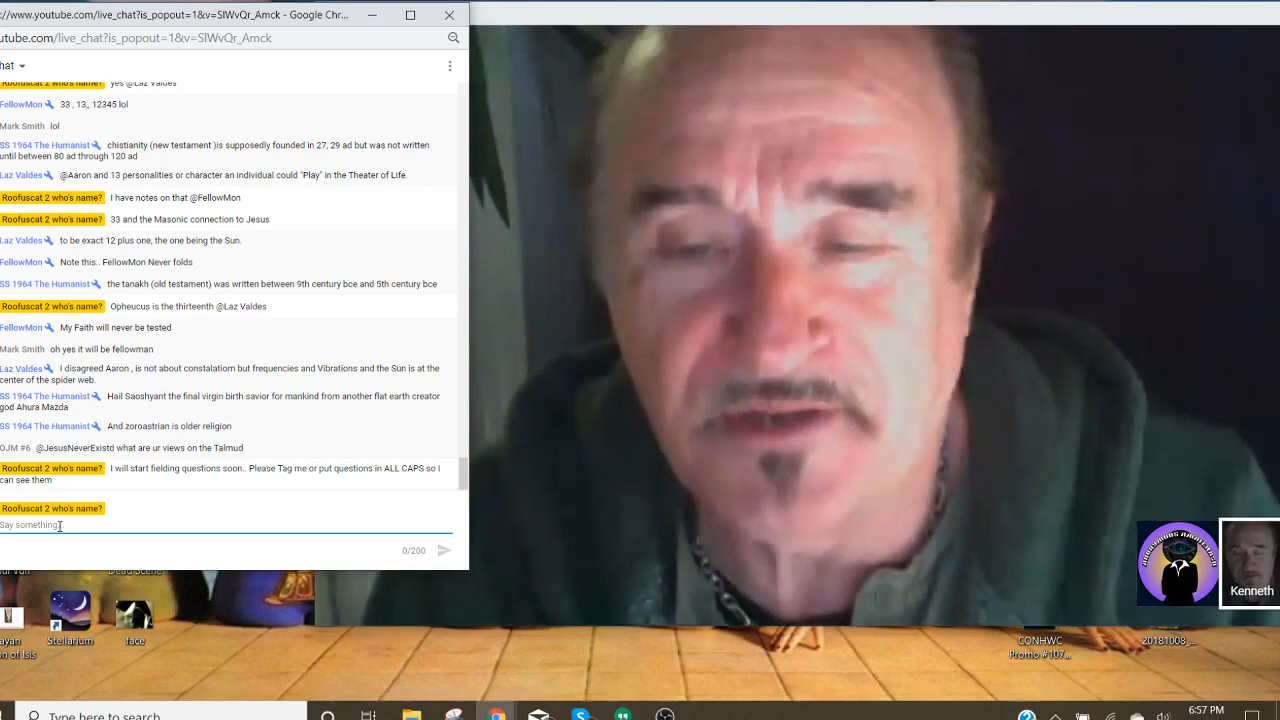 ://www.youtube.com/live_chat?is_popout=1&v=SlWvQr_Amck - Google Chr...
utube.com/live_chat?is_popout=1&v=SlWvQr_Amck
hat
Roofuscat 2 who's name? yes @Laz Valdes
FellowMon 33 , 13,, 12345 lol
Mark Smith lol
SS 1964 The Humanist chistianity (new testament )is supposedly founded in 27, 29 ad but was not written
until between 80 ad through 120 ad
Laz Valdes @Aaron and 13 personalities or character an individual could "Play" in the Theater of Life.
Roofuscat 2 who's name? I have notes on that @FellowMon
Roofuscat 2 who's name? 33 and the Masonic connection to Jesus
Laz Valdes to be exact 12 plus one, the one being the Sun.
FellowMon Note this.. FellowMon Never folds
SS 1964 The Humanist the tanakh (old testament) was written between 9th century bce and 5th century bce
Roofuscat 2 who's name? Opheucus is the thirteenth @Laz Valdes
FellowMon My Faith will never be tested
Mark Smith oh yes it will be fellowman
Laz Valdes I disagreed Aaron , is not about constalatiom but frequencies and Vibrations and the Sun is at the
center of the spider web.
SS 1964 The Humanist Hail Saoshyant the final virgin birth savior for mankind from another flat earth creator
god Ahura Mazda
SS 1964 The Humanist And zoroastrian is older religion
OJM #6 @JesusNeverExistd what are ur views on the Talmud
Roofuscat 2 who's name? I will start fielding questions soon.. Please Tag me or put questions in ALL CAPS so I
can see them
Roofuscat 2 who's name?
Say something
0/200
Kenneth
Dead Scene
ayan
on of Isis
Stellarium
face
CONHWC
Promo #107...
20181008_...
Type here to search
6:57 PM